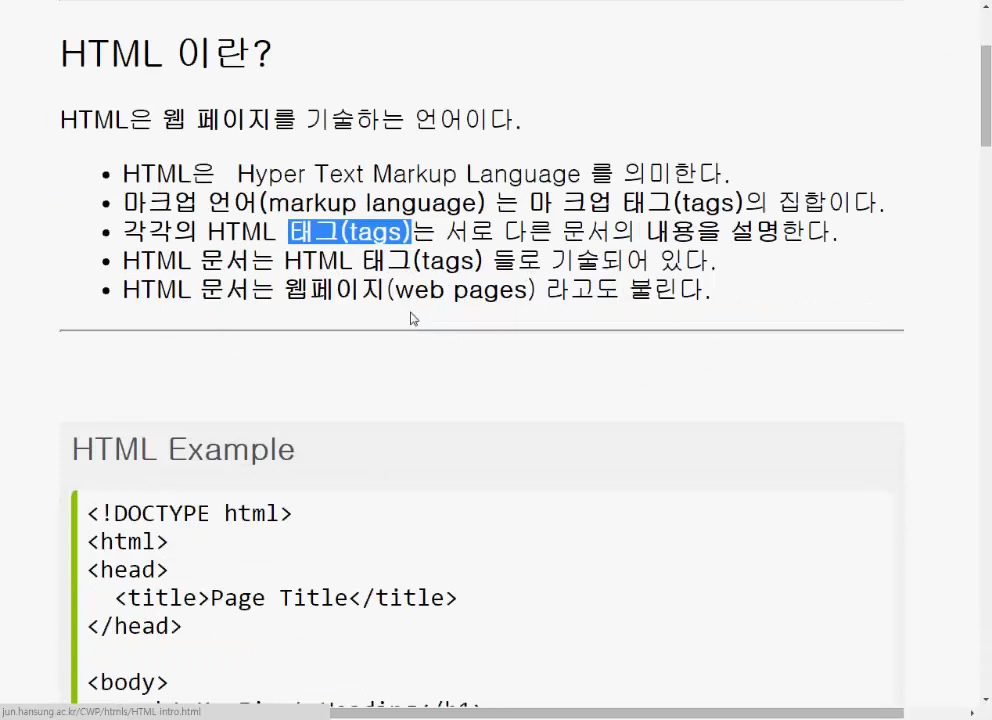 HTML 이란?
HTML은 웹 페이지를 기술하는 언어이다.
• HTML은 Hyper Text Markup Language 를 의미한다.
• 마크업 언어(markup language) 는 마 크업 태그(tags)의 집합이다.
• 각각의 HTML 태그(tags)는 서로 다른 문서의 내용을 설명한다.
• HTML 문서는 HTML 태그(tags) 들로 기술되어 있다.
• HTML 문서는 웹페이지(web pages) 라고도 불린다.
HTML Example
<!DOCTYPE html>
<html>
<head>
<title>Page Title</title>
</head>
<body>
jun.hansung.ac.kr/CWP/htmls/HTML intro.html